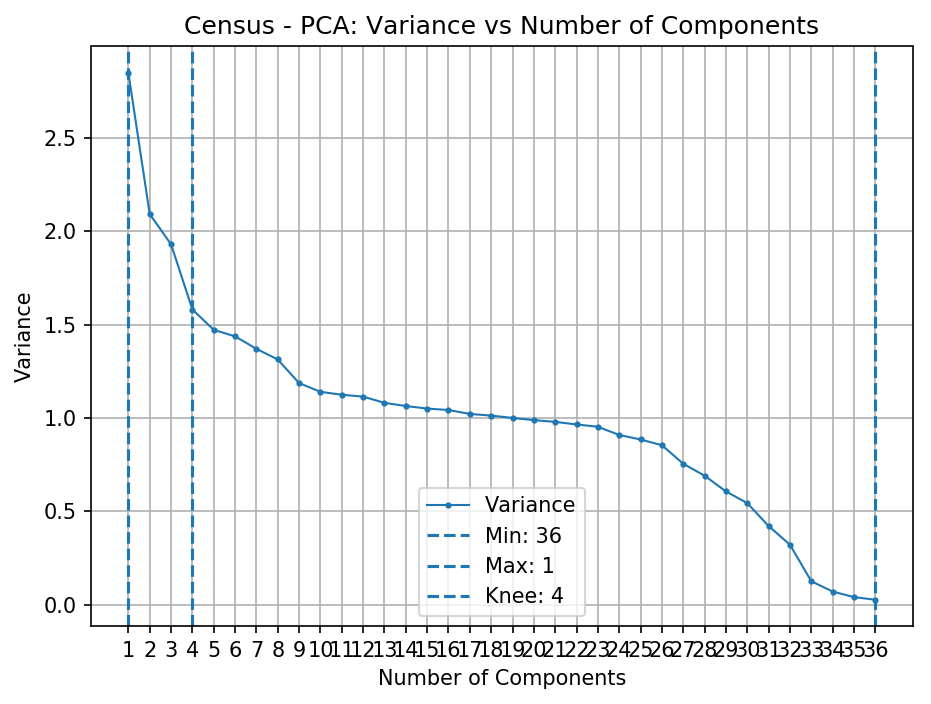 Census - PCA: Variance vs Number of Components
Variance
2.5
2.0
1.5
1.0
0.5
0.0
Variance
Min: 36
Max: 1
Knee: 4
1 2 3 4 5 6 7 8 9 10 11 12 13 14 15 16 17 18 19 20 21 22 23 24 25 26 27 28 29 30 31 32 33 34 35 36
Number of Components